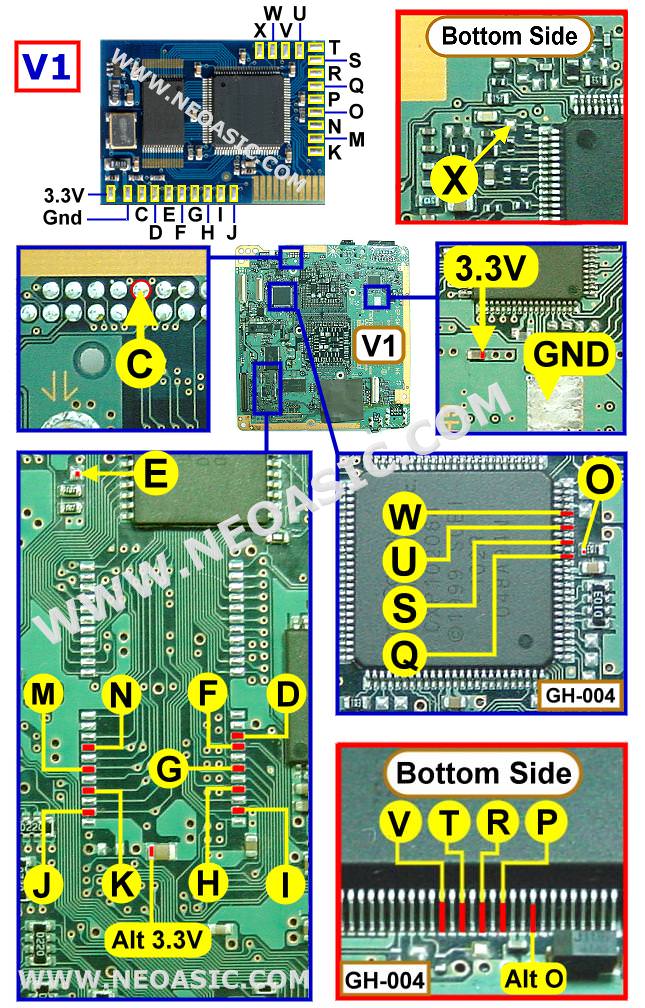 V1
X W V U
T
S
R
Q
P
O
N
M
K
3.3V
Gnd
C D E F G H I J
WWW.NEOASIC.COM
Bottom Side
X
C
V1
3.3V
GND
WWW.NEOASIC.COM
E
M N F D
G
J K H I
Alt 3.3V
WWW.NEOASIC.COM
W
U
S
Q
O
GH-004
Bottom Side
V T R P
GH-004
Alt O